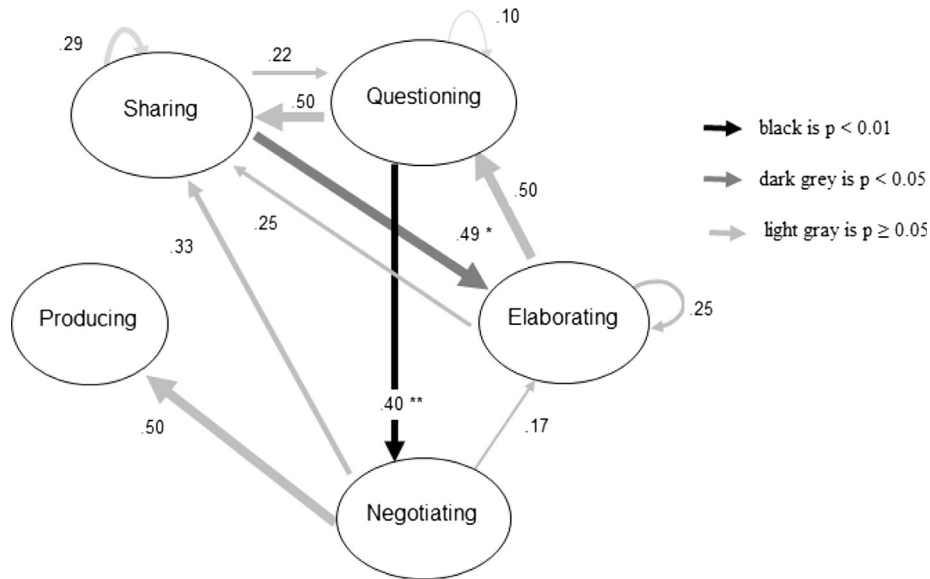 .10
.29
.22
Sharing
Questioning
.50
black is p < 0.01
dark grey is p < 0.05
.50
.25
.49 *
light gray is p ≥ 0.05
.33
Producing
Elaborating
.25
.40 **
.50
.17
Negotiating